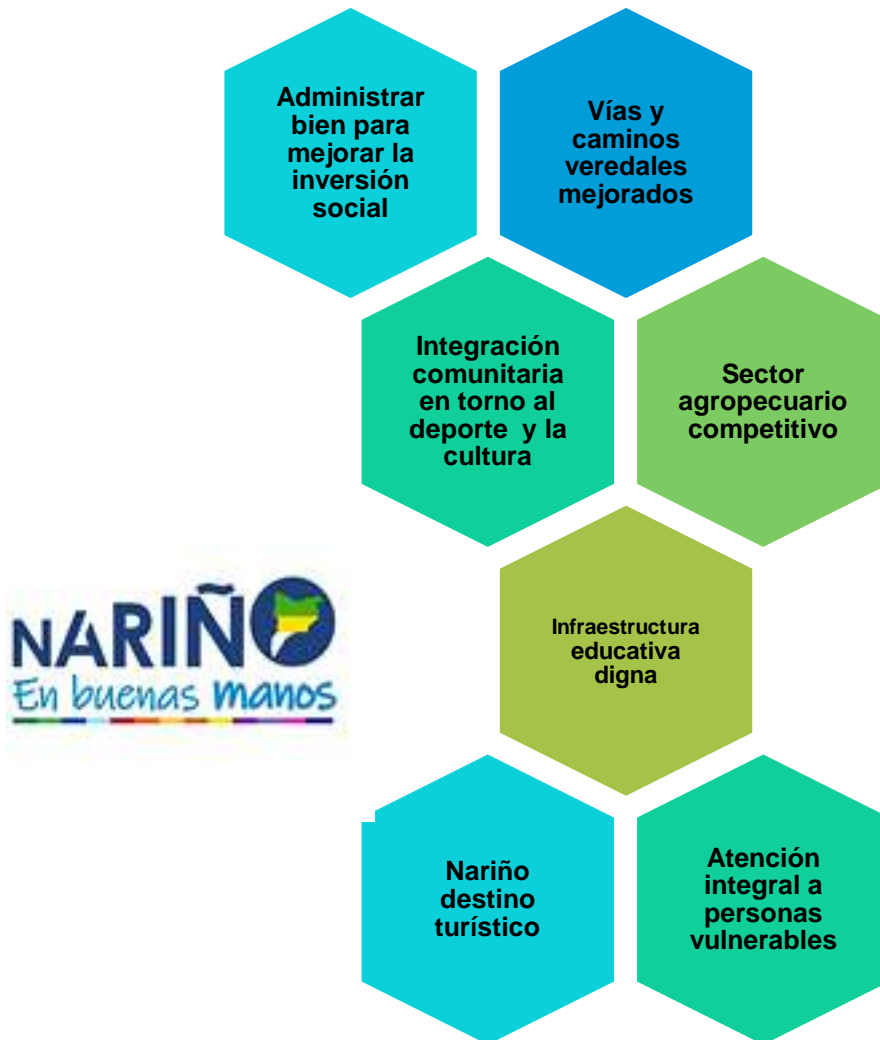 Administrar
bien para
mejorar la
inversión
social
Vías y
caminos
veredales
mejorados
Integración
comunitaria
en torno al
deporte y la
cultura
Sector
agropecuario
competitivo
Infraestructura
educativa
digna
NARIÑO
En buenas manos
Nariño
destino
turístico
Atención
integral a
personas
vulnerables